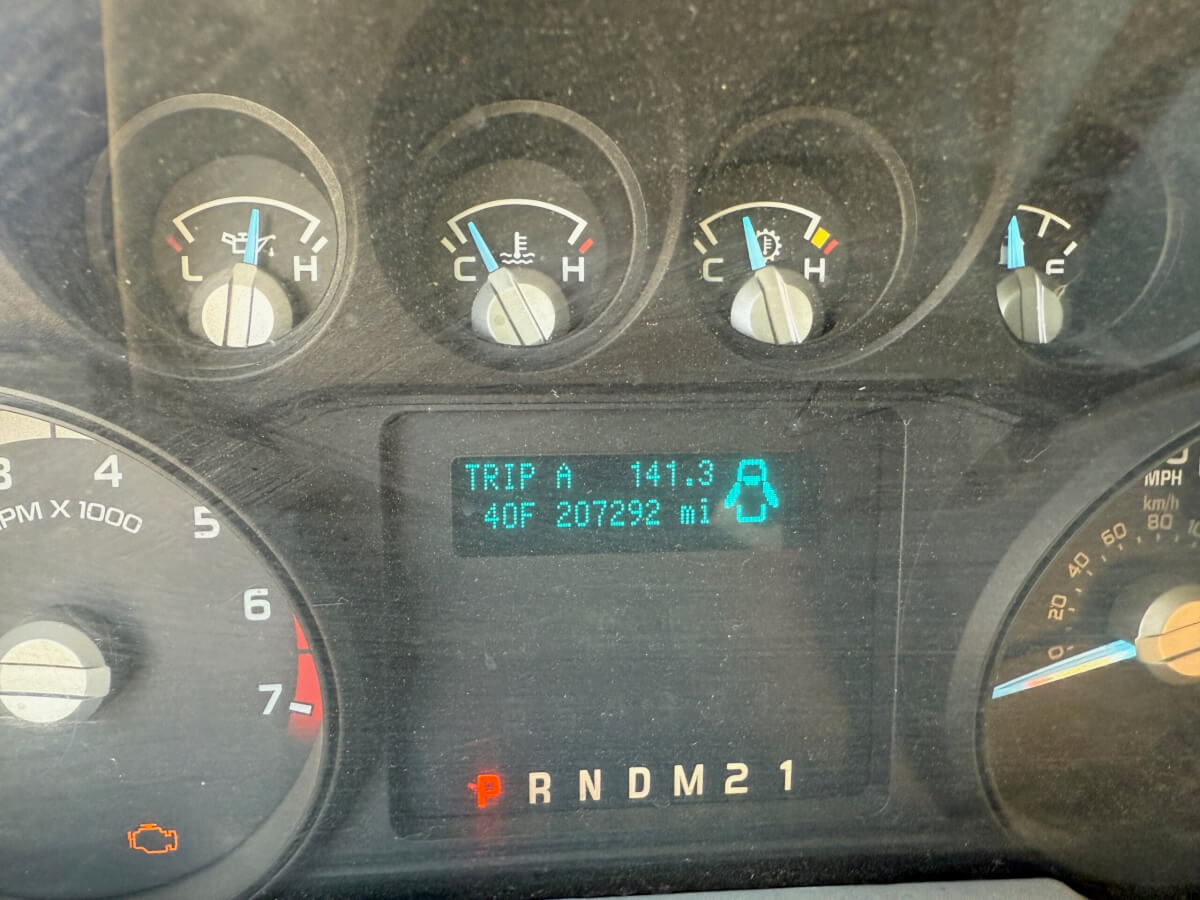 L H
C H
C H
F
3 4 5 6 7
RPM X 1000
TRIP A 141.3
40F 207292 mi
MPH
km/h
0 20 40 60 80
P R N D M 2 1